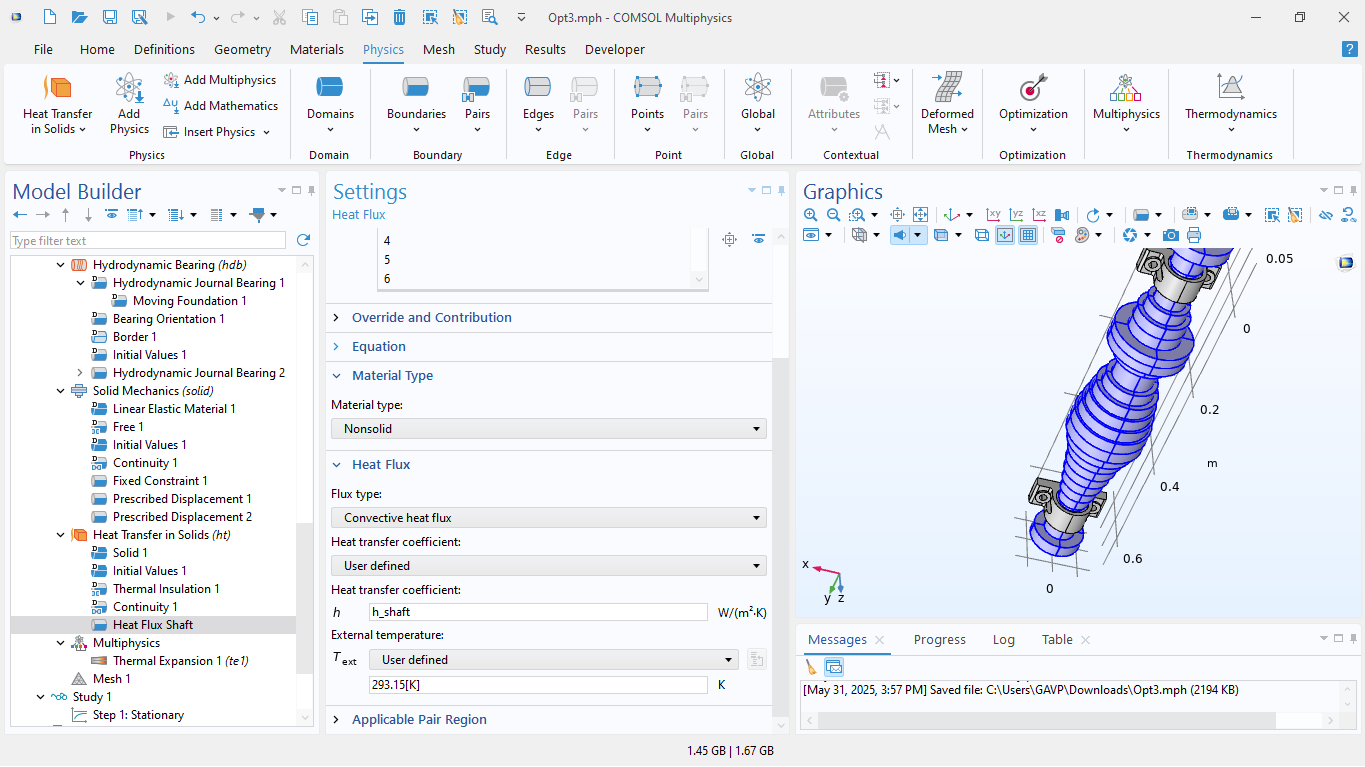 Opt3.mph - COMSOL Multiphysics
File Home Definitions Geometry Materials Physics Mesh Study Results Developer
?
Heat Transfer in Solids
Add Physics
Add Multiphysics
Add Mathematics
Insert Physics
Physics
Domains
Domain
Boundaries
Pairs
Boundary
Edges
Pairs
Edge
Points
Pairs
Point
Global
Global
Attributes
Contextual
Deformed Mesh
Optimization
Optimization
Multiphysics
Thermodynamics
Thermodynamics
Model Builder
Type filter text
Hydrodynamic Bearing (hdb)
Hydrodynamic Journal Bearing 1
Moving Foundation 1
Bearing Orientation 1
Border 1
Initial Values 1
Hydrodynamic Journal Bearing 2
Solid Mechanics (solid)
Linear Elastic Material 1
Free 1
Initial Values 1
Continuity 1
Fixed Constraint 1
Prescribed Displacement 1
Prescribed Displacement 2
Heat Transfer in Solids (ht)
Solid 1
Initial Values 1
Thermal Insulation 1
Continuity 1
Heat Flux Shaft
Multiphysics
Thermal Expansion 1 (te1)
Mesh 1
Study 1
Step 1: Stationary
Settings
Heat Flux
4
5
6
Override and Contribution
Equation
Material Type
Material type:
Nonsolid
Heat Flux
Flux type:
Convective heat flux
Heat transfer coefficient:
User defined
Heat transfer coefficient:
h h_shaft W/(m²·K)
External temperature:
Text User defined
293.15[K] K
Applicable Pair Region
Graphics
xy yz xz
0.05
0
0.2
m
0.4
0.6
0
x
y z
Messages Progress Log Table
[May 31, 2025, 3:57 PM] Saved file: C:\Users\GAVP\Downloads\Opt3.mph (2194 KB)
1.45 GB | 1.67 GB